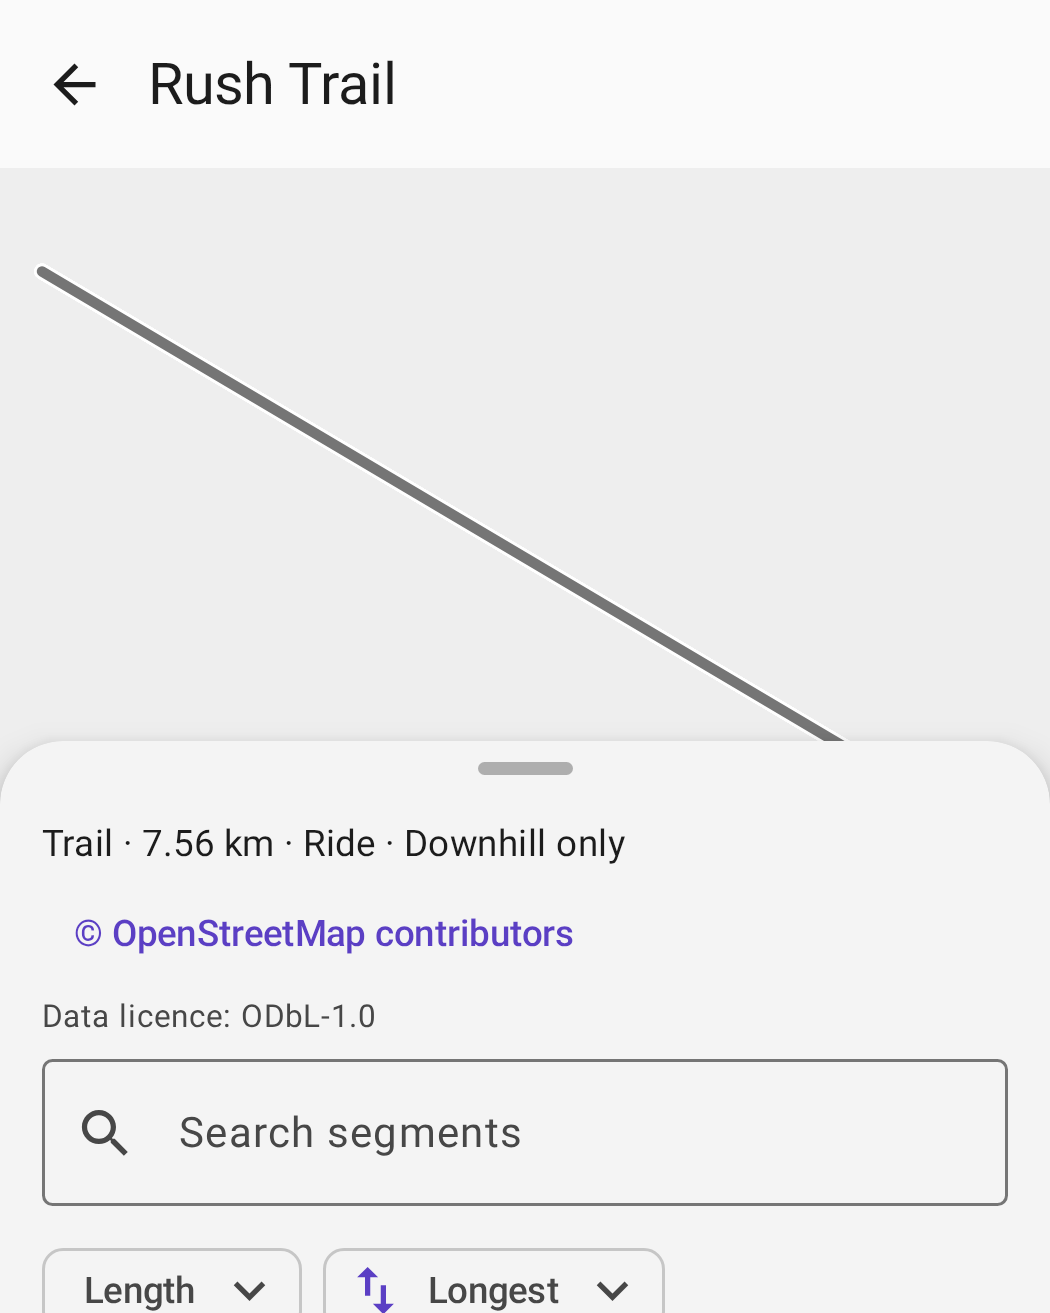 Rush Trail
Trail · 7.56 km · Ride · Downhill only
© OpenStreetMap contributors
Data licence: ODbL-1.0
Search segments
Length
Longest